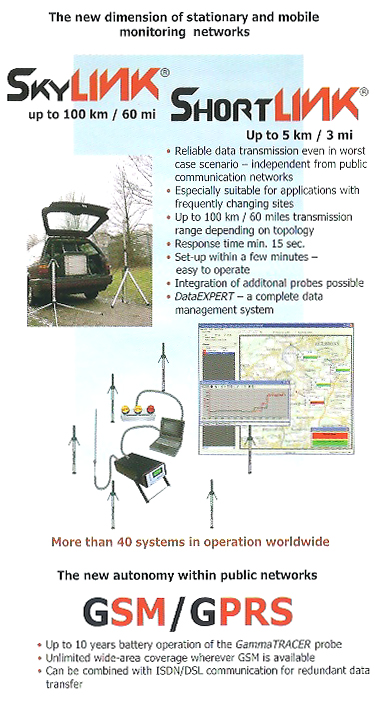 The new dimension of stationary and mobile
monitoring networks
SKYLINK®
up to 100 km / 60 mi
SHORTLINK®
Up to 5 km / 3 mi
• Reliable data transmission even in worst
case scenario – independent from public
communication networks
• Especially suitable for applications with
frequently changing sites
• Up to 100 km / 60 miles transmission
range depending on topology
• Response time min. 15 sec.
• Set-up within a few minutes –
easy to operate
• Integration of additonal probes possible
• DataEXPERT – a complete data
management system
More than 40 systems in operation worldwide
The new autonomy within public networks
GSM/GPRS
• Up to 10 years battery operation of the GammaTRACER probe
• Unlimited wide-area coverage wherever GSM is available
• Can be combined with ISDN/DSL communication for redundant data
transfer